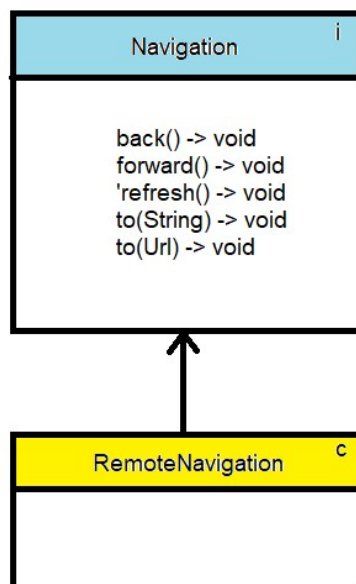 Navigation
i
back() -> void
forward() -> void
'refresh() -> void
to(String) -> void
to(Url) -> void
RemoteNavigation
c